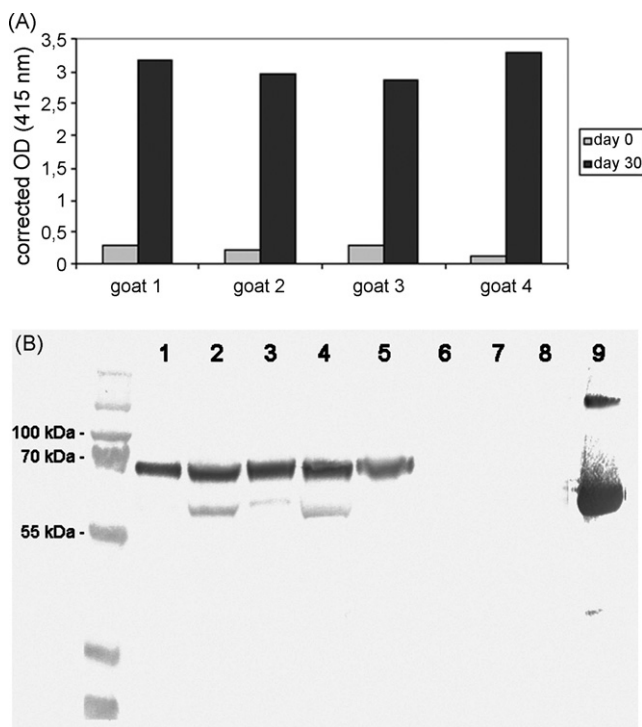 (A)
corrected OD (415 nm)
3,5
3
2,5
2
1,5
1
0,5
0
goat 1 goat 2 goat 3 goat 4
day 0
day 30
(B)
1 2 3 4 5 6 7 8 9
100 kDa -
70 kDa -
55 kDa -